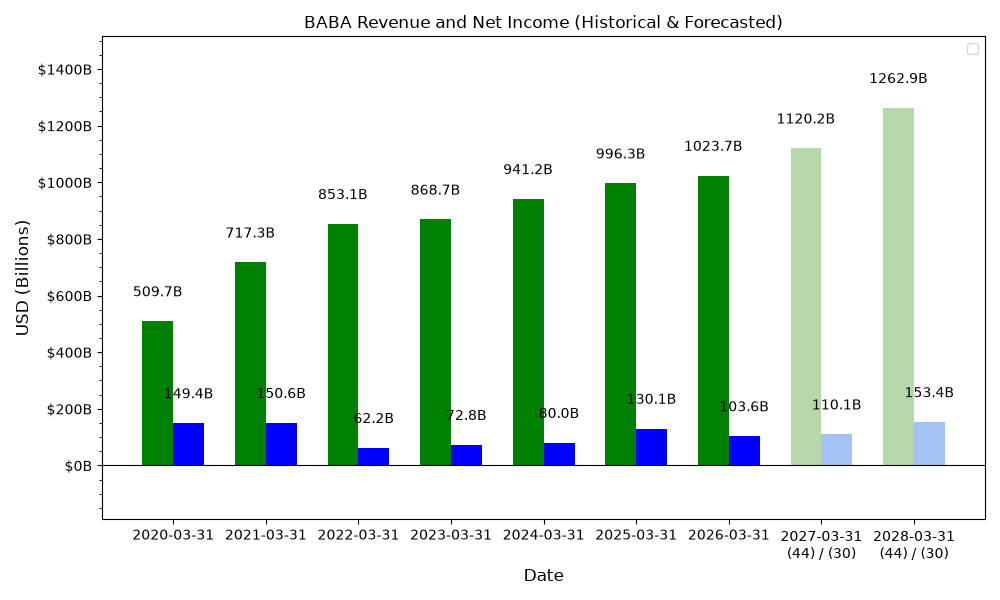 BABA Revenue and Net Income (Historical & Forecasted)
USD (Billions)
$1400B
$1200B
$1000B
$800B
$600B
$400B
$200B
$0B
509.7B
717.3B
853.1B
868.7B
941.2B
996.3B
1023.7B
1120.2B
1262.9B
149.4B
150.6B
62.2B
72.8B
80.0B
130.1B
103.6B
110.1B
153.4B
2020-03-31
2021-03-31
2022-03-31
2023-03-31
2024-03-31
2025-03-31
2026-03-31
2027-03-31
(44) / (30)
2028-03-31
(44) / (30)
Date